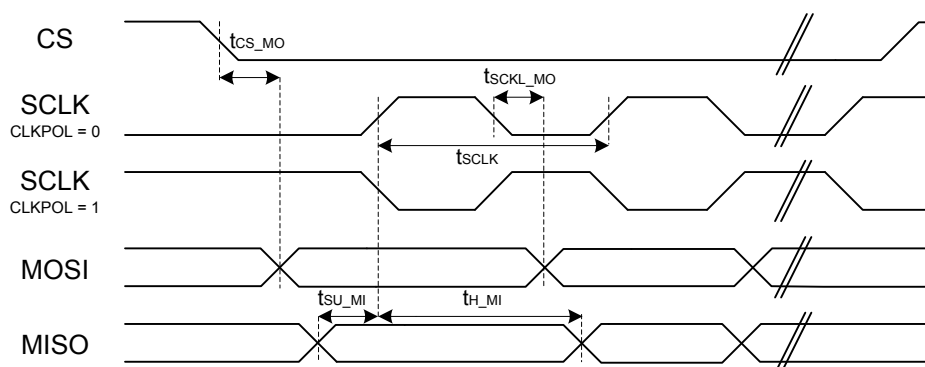 CS
tCS_MO
SCLK
CLKPOL = 0
tSCKL_MO
tSCLK
SCLK
CLKPOL = 1
MOSI
tSU_MI
tH_MI
MISO